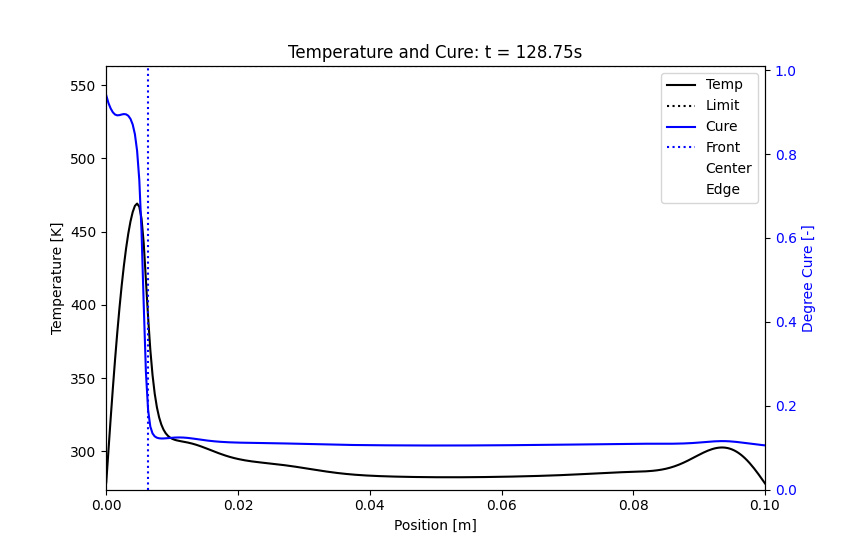 Temperature and Cure: t = 128.75s
Temp
Limit
Cure
Front
Center
Edge
550
500
450
400
350
300
Temperature [K]
1.0
0.8
0.6
0.4
0.2
0.0
Degree Cure [-]
0.00 0.02 0.04 0.06 0.08 0.10
Position [m]